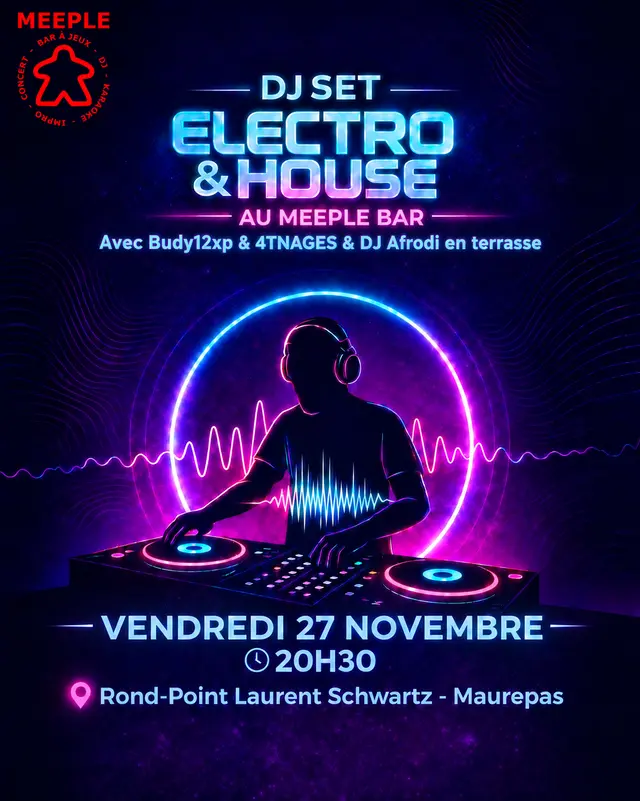 MEEPLE
BAR À JEUX - DJ - KARAOKE - IMPRO - CONCERT -
DJ SET
ELECTRO
& HOUSE
AU MEEPLE BAR
Avec Budy12xp & 4TNAGES & DJ Afrodi en terrasse
VENDREDI 27 NOVEMBRE
20H30
Rond-Point Laurent Schwartz - Maurepas